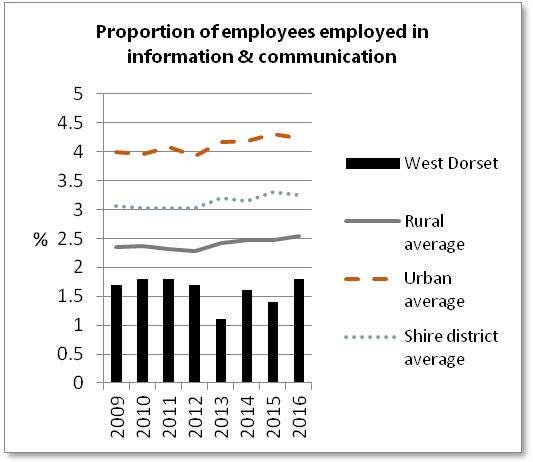 Proportion of employees employed in
information & communication
5
4.5
4
3.5
3
2.5
2
1.5
1
0.5
0
%
2009
2010
2011
2012
2013
2014
2015
2016
West Dorset
Rural
average
Urban
average
Shire district
average